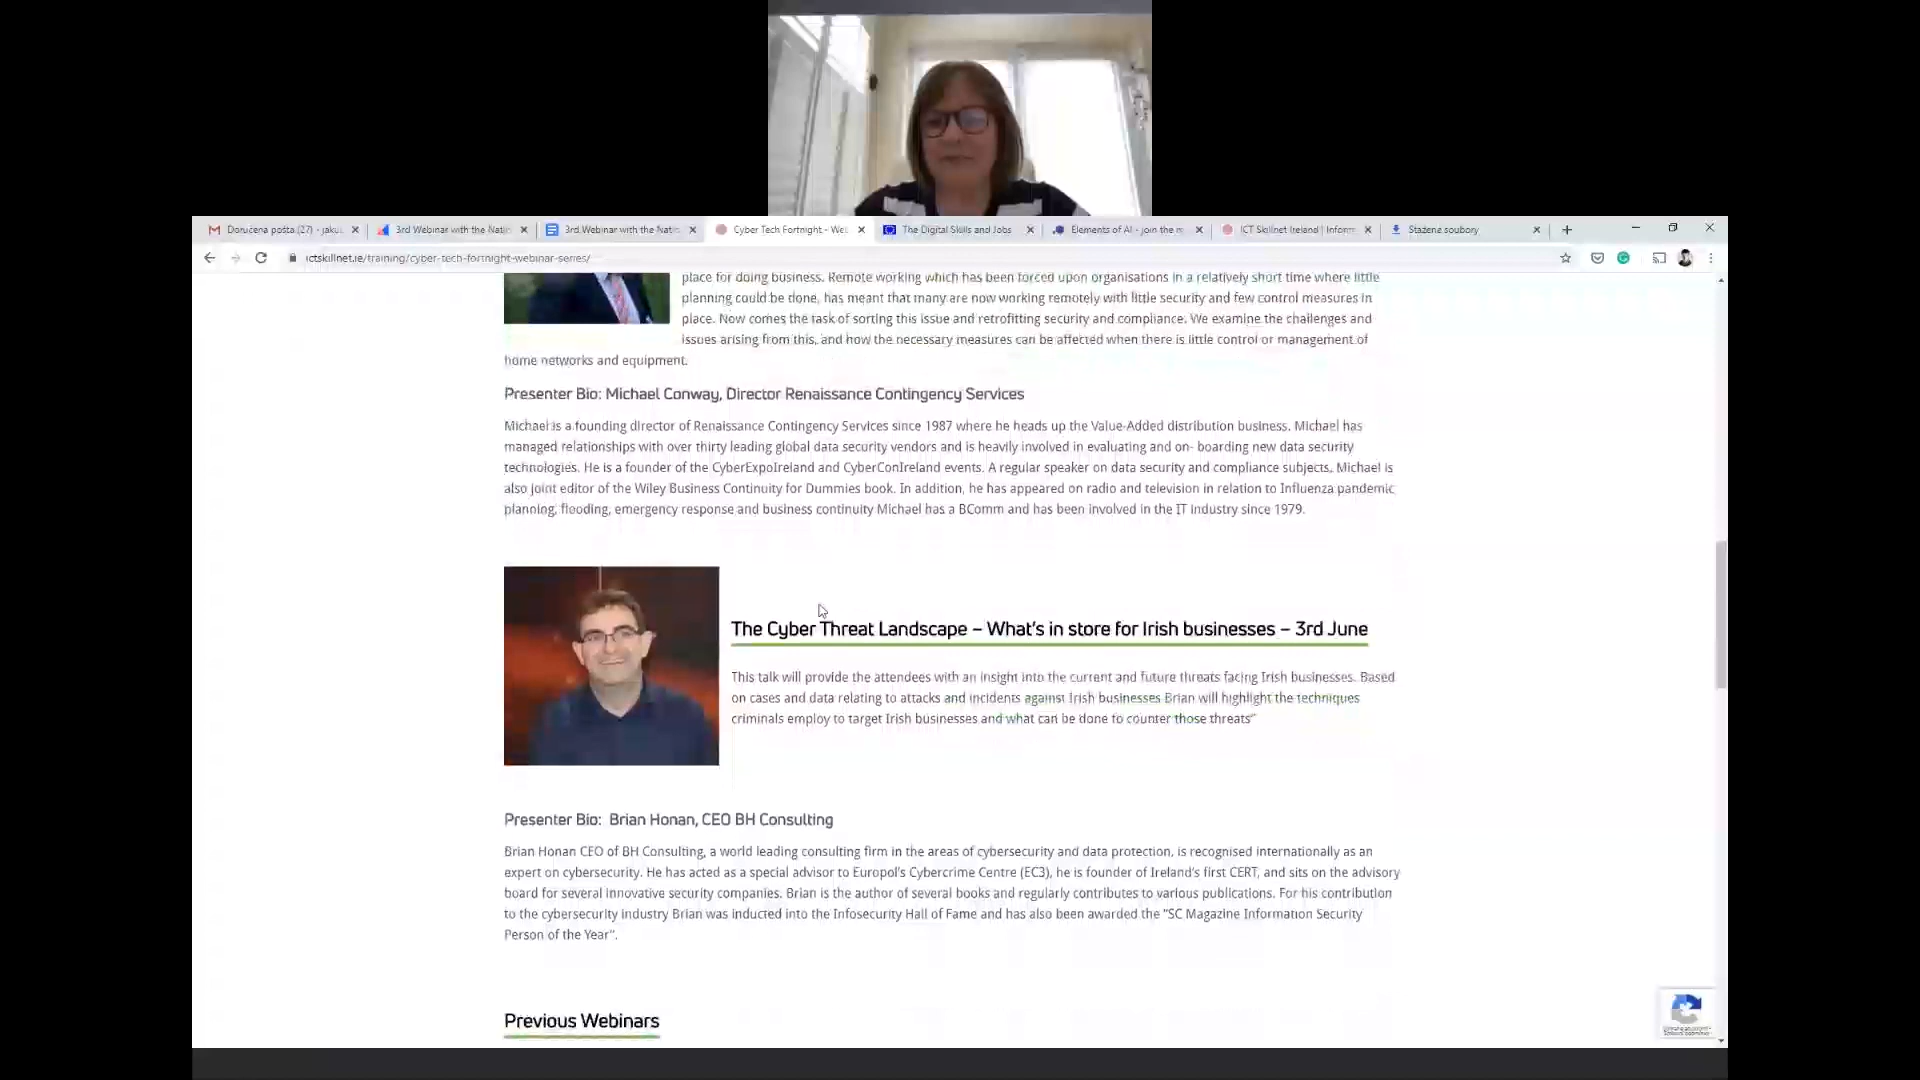 Doručená pošta (27) - jaku
3rd Webinar with the Natio
3rd Webinar with the Natio
Cyber Tech Fortnight - Web
The Digital Skills and Jobs
Elements of AI - join the m
ICT Skillnet Ireland | Inform
Stažené soubory
ictskillnet.ie/training/cyber-tech-fortnight-webinar-series/
place for doing business. Remote working which has been forced upon organisations in a relatively short time where little
planning could be done, has meant that many are now working remotely with little security and few control measures in
place. Now comes the task of sorting this issue and retrofitting security and compliance. We examine the challenges and
issues arising from this, and how the necessary measures can be affected when there is little control or management of
home networks and equipment.
Presenter Bio: Michael Conway, Director Renaissance Contingency Services
Michael is a founding director of Renaissance Contingency Services since 1987 where he heads up the Value-Added distribution business. Michael has
managed relationships with over thirty leading global data security vendors and is heavily involved in evaluating and on- boarding new data security
technologies. He is a founder of the CyberExpoIreland and CyberConIreland events. A regular speaker on data security and compliance subjects, Michael is
also joint editor of the Wiley Business Continuity for Dummies book. In addition, he has appeared on radio and television in relation to Influenza pandemic
planning, flooding, emergency response and business continuity Michael has a BComm and has been involved in the IT industry since 1979.
The Cyber Threat Landscape – What's in store for Irish businesses – 3rd June
This talk will provide the attendees with an insight into the current and future threats facing Irish businesses. Based
on cases and data relating to attacks and incidents against Irish businesses Brian will highlight the techniques
criminals employ to target Irish businesses and what can be done to counter those threats"
Presenter Bio:  Brian Honan, CEO BH Consulting
Brian Honan CEO of BH Consulting, a world leading consulting firm in the areas of cybersecurity and data protection, is recognised internationally as an
expert on cybersecurity. He has acted as a special advisor to Europol's Cybercrime Centre (EC3), he is founder of Ireland's first CERT, and sits on the advisory
board for several innovative security companies. Brian is the author of several books and regularly contributes to various publications. For his contribution
to the cybersecurity industry Brian was inducted into the Infosecurity Hall of Fame and has also been awarded the "SC Magazine Information Security
Person of the Year".
Previous Webinars